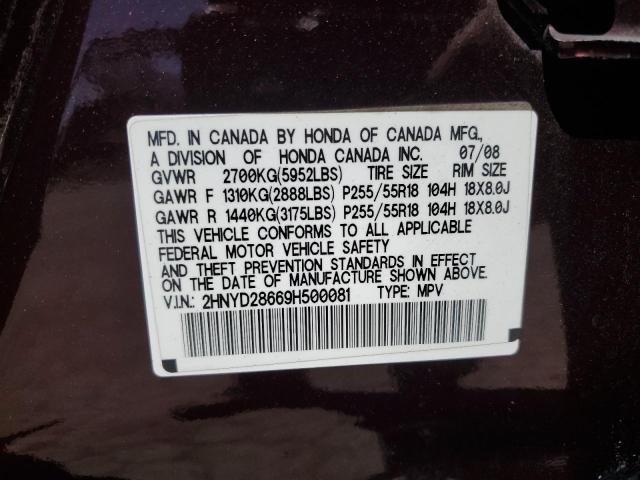 MFD. IN CANADA BY HONDA OF CANADA MFG.,
A DIVISION OF HONDA CANADA INC. 07/08
GVWR 2700KG(5952LBS) TIRE SIZE RIM SIZE
GAWR F 1310KG(2888LBS) P255/55R18 104H 18X8.0J
GAWR R 1440KG(3175LBS) P255/55R18 104H 18X8.0J
THIS VEHICLE CONFORMS TO ALL APPLICABLE
FEDERAL MOTOR VEHICLE SAFETY
AND THEFT PREVENTION STANDARDS IN EFFECT
ON THE DATE OF MANUFACTURE SHOWN ABOVE.
V.I.N.: 2HNYD28669H500081 TYPE: MPV